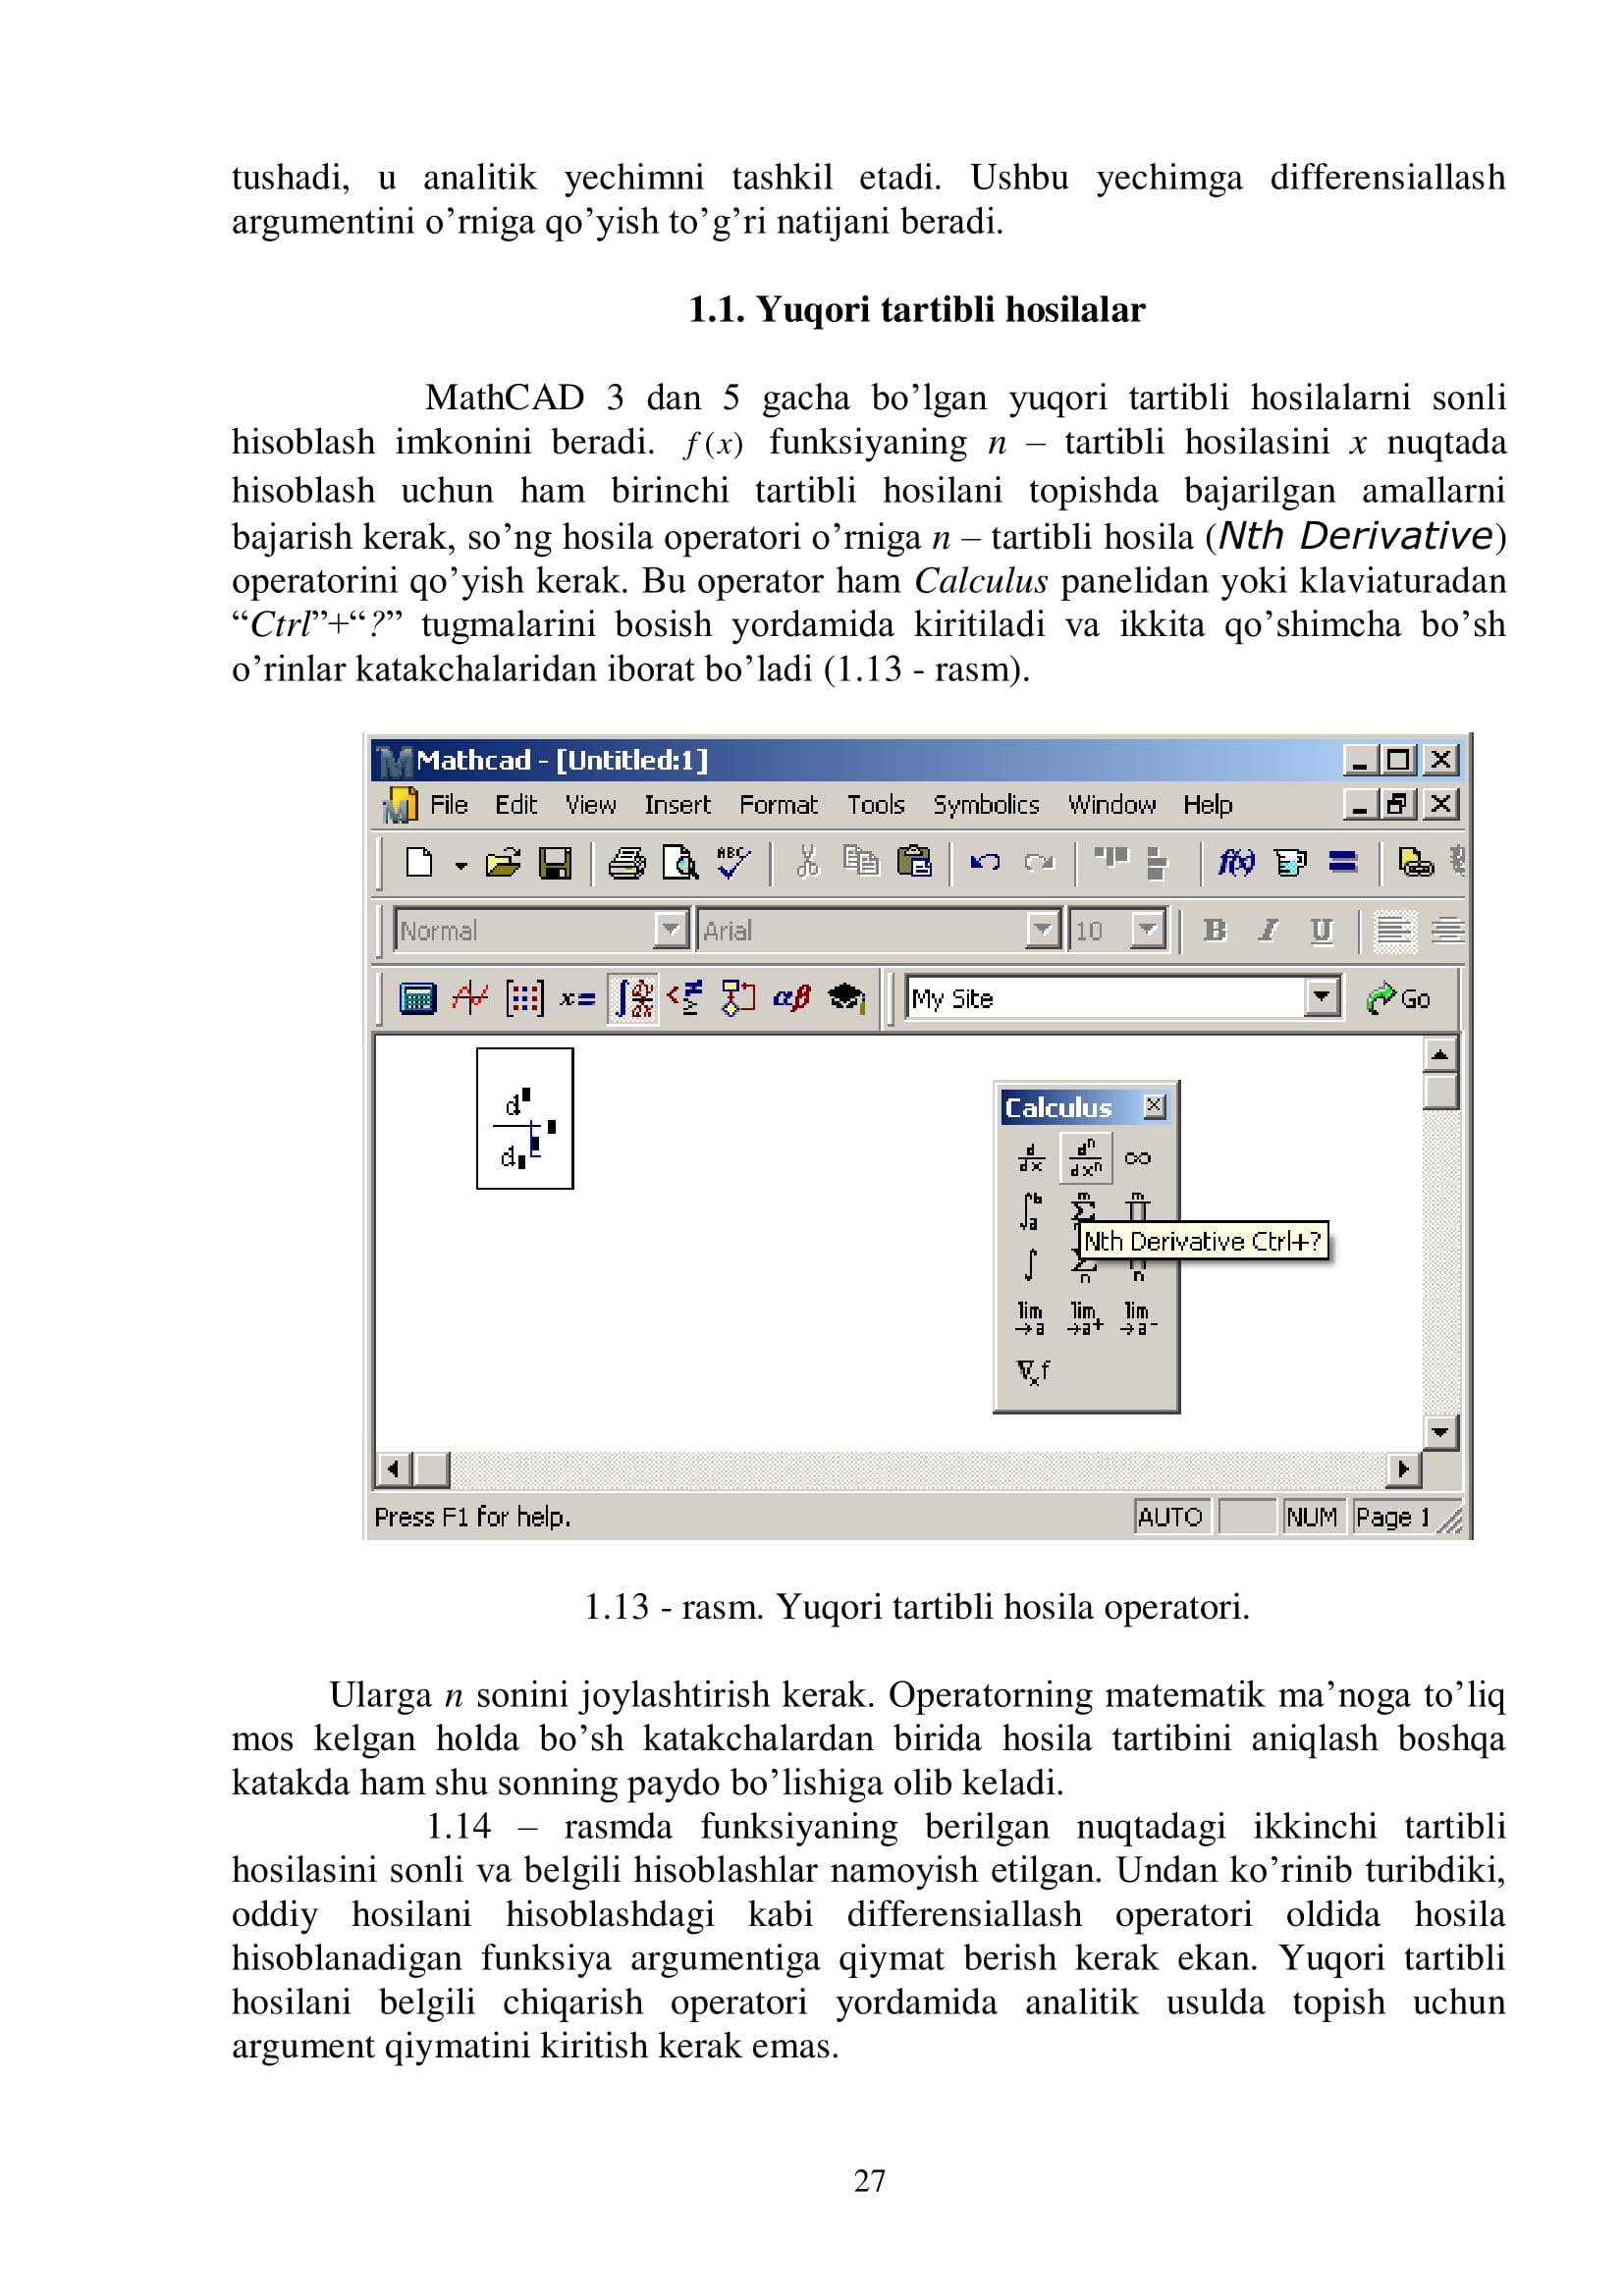 tushadi, u analitik yechimni tashkil etadi. Ushbu yechimga differensiallash
argumentini o’rniga qo’yish to’g’ri natijani beradi.
1.1. Yuqori tartibli hosilalar
MathCAD 3 dan 5 gacha bo’lgan yuqori tartibli hosilalarni sonli
hisoblash imkonini beradi. f(x) funksiyaning n – tartibli hosilasini x nuqtada
hisoblash uchun ham birinchi tartibli hosilani topishda bajarilgan amallarni
bajarish kerak, so’ng hosila operatori o’rniga n – tartibli hosila (Nth Derivative)
operatorini qo’yish kerak. Bu operator ham Calculus panelidan yoki klaviaturadan
“Ctrl”+“?” tugmalarini bosish yordamida kiritiladi va ikkita qo’shimcha bo’sh
o’rinlar katakchalaridan iborat bo’ladi (1.13 - rasm).
Mathcad - [Untitled:1]
File Edit View Insert Format Tools Symbolics Window Help
ABC f(x)
Normal Arial 10 B I U
x= ∫ dy/dx <≠≥ αβ My Site Go
d
d
Calculus
d/dx dⁿ/dxⁿ ∞
∫ b a m Σ m Π
Nth Derivative Ctrl+?
∫ Σ n Π n
lim →a lim →a+ lim →a-
∇x f
Press F1 for help. AUTO NUM Page 1
1.13 - rasm. Yuqori tartibli hosila operatori.
Ularga n sonini joylashtirish kerak. Operatorning matematik ma’noga to’liq
mos kelgan holda bo’sh katakchalardan birida hosila tartibini aniqlash boshqa
katakda ham shu sonning paydo bo’lishiga olib keladi.
1.14 – rasmda funksiyaning berilgan nuqtadagi ikkinchi tartibli
hosilasini sonli va belgili hisoblashlar namoyish etilgan. Undan ko’rinib turibdiki,
oddiy hosilani hisoblashdagi kabi differensiallash operatori oldida hosila
hisoblanadigan funksiya argumentiga qiymat berish kerak ekan. Yuqori tartibli
hosilani belgili chiqarish operatori yordamida analitik usulda topish uchun
argument qiymatini kiritish kerak emas.
27